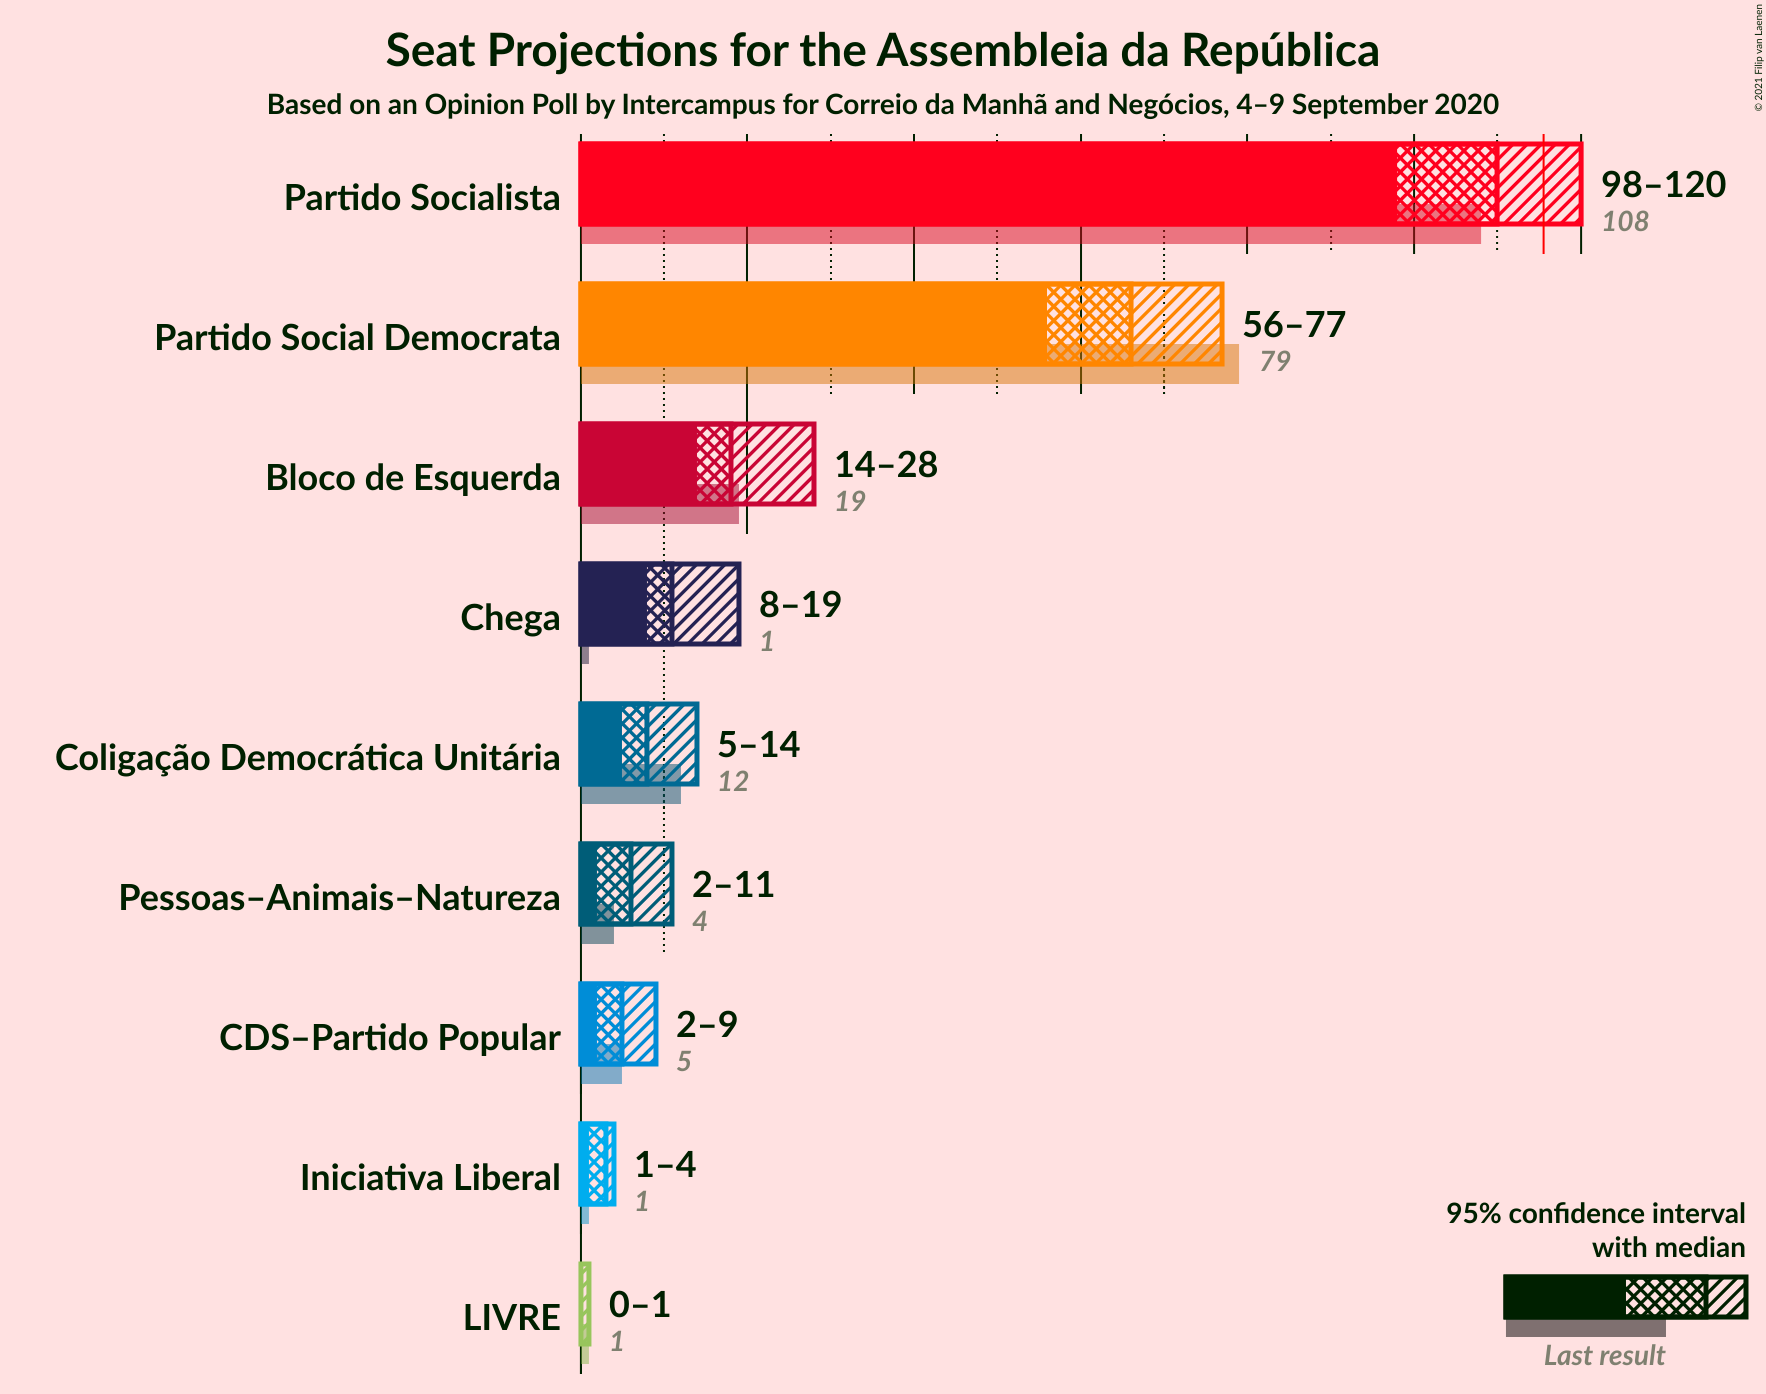 Seat Projections for the Assembleia da República
Based on an Opinion Poll by Intercampus for Correio da Manhã and Negócios, 4–9 September 2020
© 2021 Filip van Laenen
Partido Socialista
98–120
108
Partido Social Democrata
56–77
79
Bloco de Esquerda
14–28
19
Chega
8–19
1
Coligação Democrática Unitária
5–14
12
Pessoas–Animais–Natureza
2–11
4
CDS–Partido Popular
2–9
5
Iniciativa Liberal
1–4
1
LIVRE
0–1
1
95% confidence interval
with median
Last result